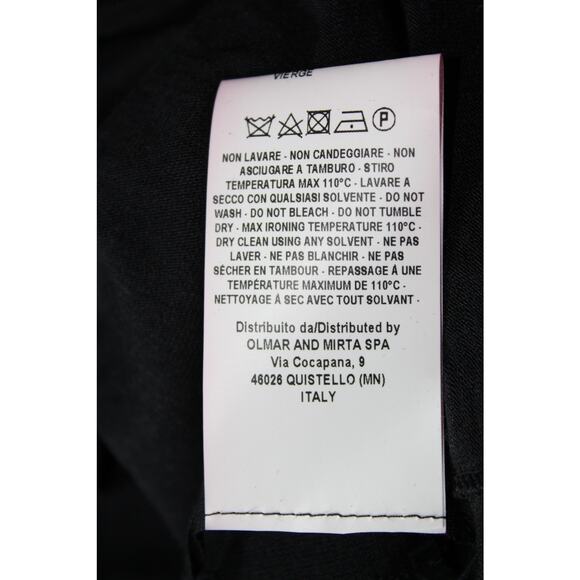 VIERGE
P
NON LAVARE - NON CANDEGGIARE - NON
ASCIUGARE A TAMBURO - STIRO
TEMPERATURA MAX 110°C - LAVARE A
SECCO CON QUALSIASI SOLVENTE - DO NOT
WASH - DO NOT BLEACH - DO NOT TUMBLE
DRY - MAX IRONING TEMPERATURE 110°C -
DRY CLEAN USING ANY SOLVENT - NE PAS
LAVER - NE PAS BLANCHIR - NE PAS
SÉCHER EN TAMBOUR - REPASSAGE Á UNE
TEMPÉRATURE MAXIMUM DE 110°C -
NETTOYAGE Á SEC AVEC TOUT SOLVANT -
Distribuito da/Distributed by
OLMAR AND MIRTA SPA
Via Cocapana, 9
46026 QUISTELLO (MN)
ITALY